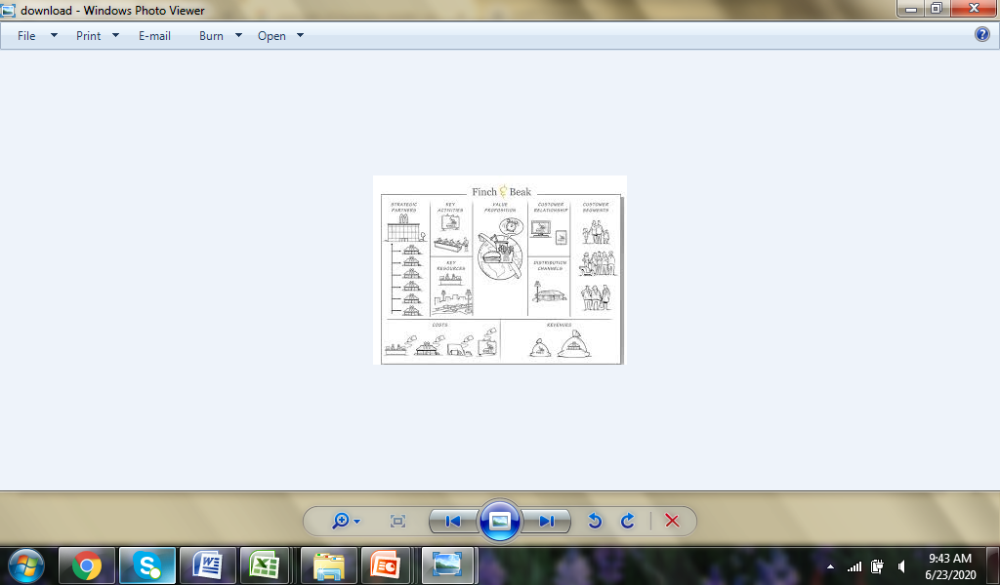 download - Windows Photo Viewer
File Print E-mail Burn Open
Finch & Beak
STRATEGIC PARTNERS
KEY ACTIVITIES
VALUE PROPOSITION
CUSTOMER RELATIONSHIP
CUSTOMER SEGMENTS
KEY RESOURCES
DISTRIBUTION CHANNELS
COSTS
REVENUES
9:43 AM
6/23/2020